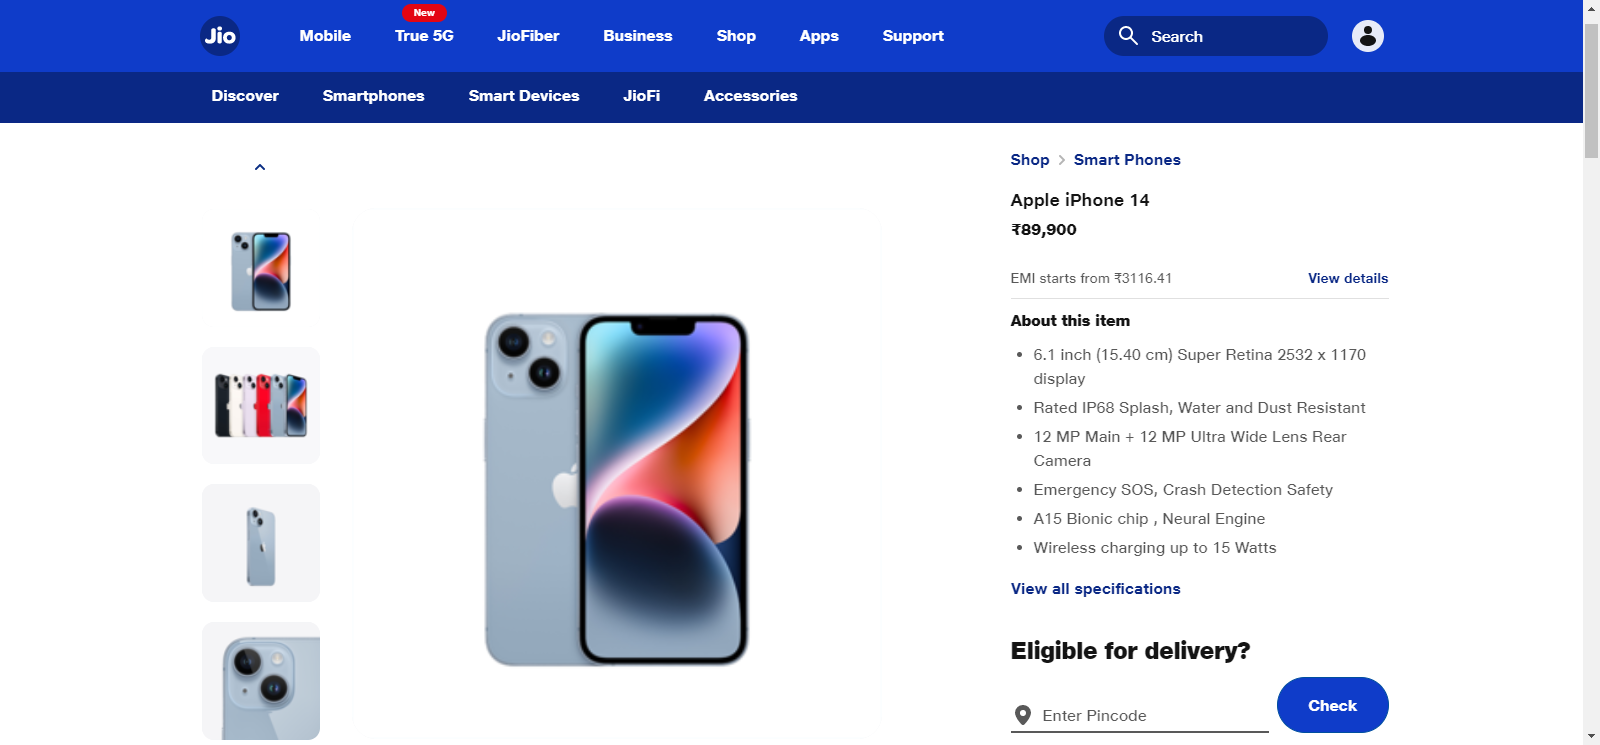 New
Jio
Mobile
True 5G
JioFiber
Business
Shop
Apps
Support
Search
Discover
Smartphones
Smart Devices
JioFi
Accessories
Shop > Smart Phones
Apple iPhone 14
₹89,900
EMI starts from ₹3116.41
View details
About this item
• 6.1 inch (15.40 cm) Super Retina 2532 x 1170
display
• Rated IP68 Splash, Water and Dust Resistant
• 12 MP Main + 12 MP Ultra Wide Lens Rear
Camera
• Emergency SOS, Crash Detection Safety
• A15 Bionic chip , Neural Engine
• Wireless charging up to 15 Watts
View all specifications
Eligible for delivery?
Enter Pincode
Check